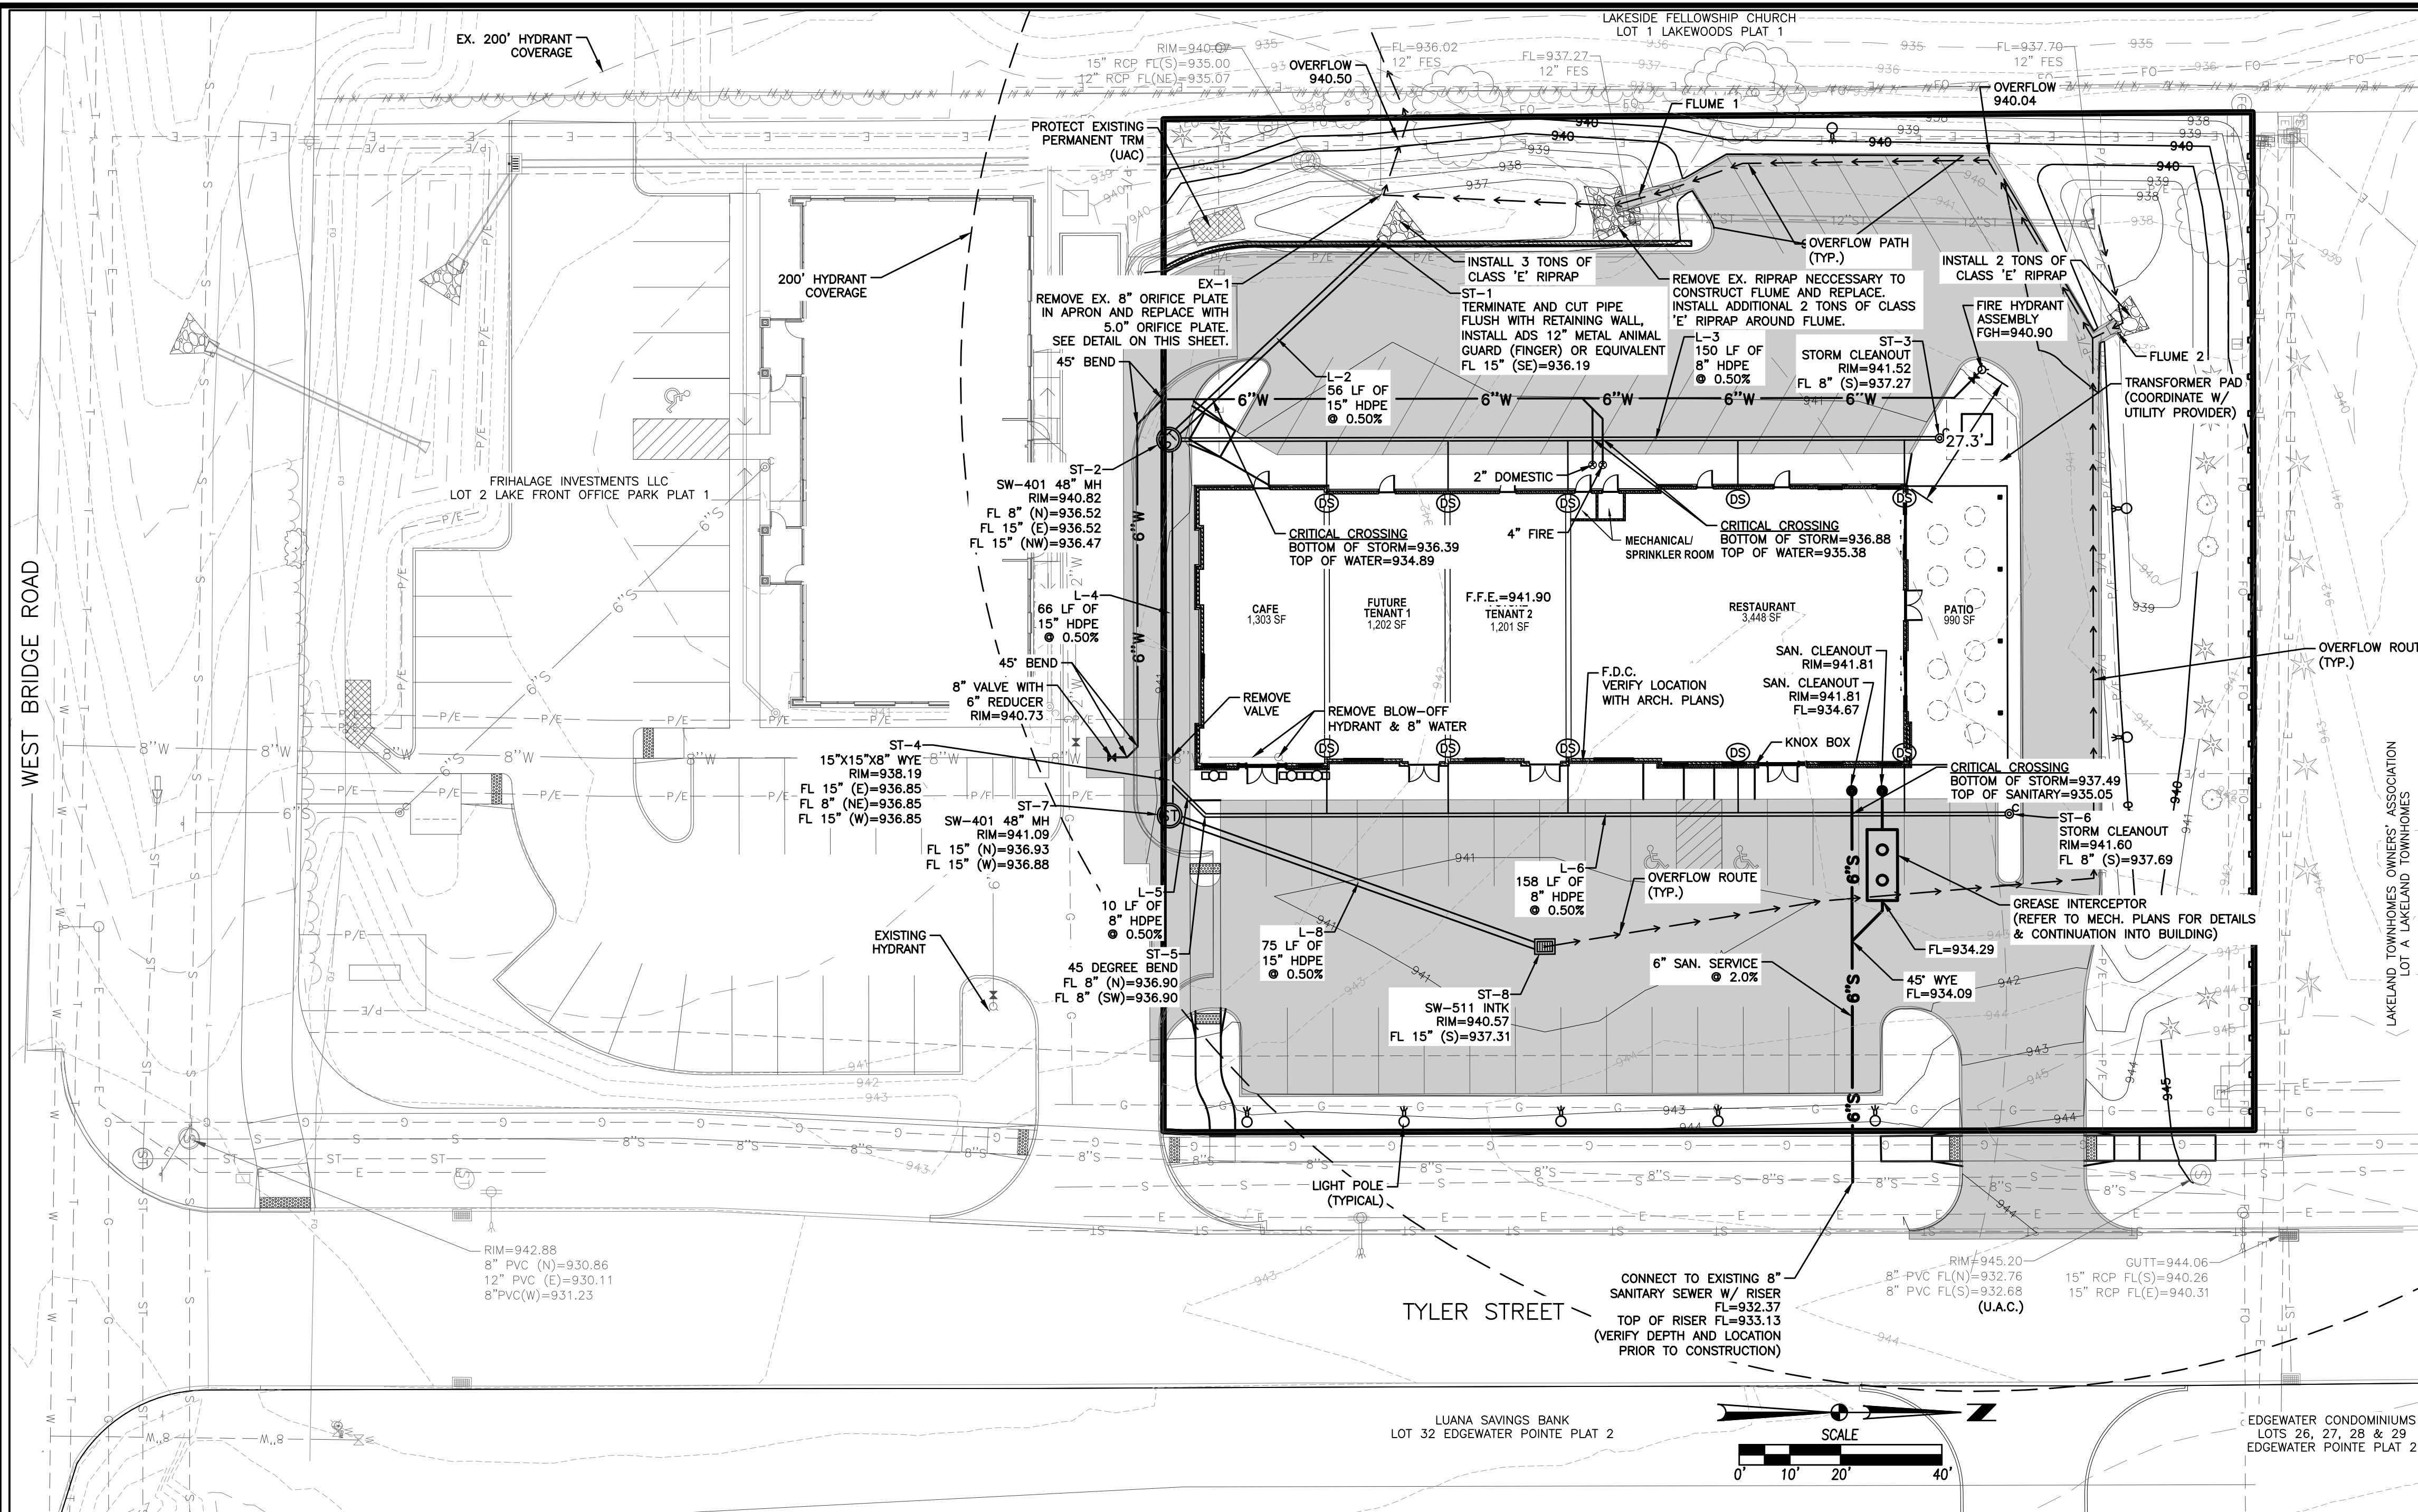 LAKESIDE FELLOWSHIP CHURCH
LOT 1 LAKEWOODS PLAT 1
EX. 200' HYDRANT
COVERAGE
RIM=940.07
15" RCP FL(S)=935.00
12" RCP FL(NE)=935.07
OVERFLOW
940.50
FL=936.02
12" FES
FL=937.27
12" FES
FL=937.70
12" FES
OVERFLOW
940.04
FLUME 1
PROTECT EXISTING
PERMANENT TRM
(UAC)
200' HYDRANT
COVERAGE
EX-1
REMOVE EX. 8" ORIFICE PLATE
IN APRON AND REPLACE WITH
5.0" ORIFICE PLATE.
SEE DETAIL ON THIS SHEET.
INSTALL 3 TONS OF
CLASS 'E' RIPRAP
ST-1
TERMINATE AND CUT PIPE
FLUSH WITH RETAINING WALL,
INSTALL ADS 12" METAL ANIMAL
GUARD (FINGER) OR EQUIVALENT
FL 15" (SE)=936.19
OVERFLOW PATH
(TYP.)
REMOVE EX. RIPRAP NECCESSARY TO
CONSTRUCT FLUME AND REPLACE.
INSTALL ADDITIONAL 2 TONS OF CLASS
'E' RIPRAP AROUND FLUME.
INSTALL 2 TONS OF
CLASS 'E' RIPRAP
FIRE HYDRANT
ASSEMBLY
FGH=940.90
FLUME 2
TRANSFORMER PAD
(COORDINATE W/
UTILITY PROVIDER)
L-3
150 LF OF
8" HDPE
@ 0.50%
ST-3
STORM CLEANOUT
RIM=941.52
FL 8" (S)=937.27
45° BEND
L-2
56 LF OF
15" HDPE
@ 0.50%
6"W 6"W 6"W 6"W 6"W
27.3'
ST-2
SW-401 48" MH
RIM=940.82
FL 8" (N)=936.52
FL 15" (E)=936.52
FL 15" (NW)=936.47
2" DOMESTIC
CRITICAL CROSSING
BOTTOM OF STORM=936.39
TOP OF WATER=934.89
4" FIRE
MECHANICAL/
SPRINKLER ROOM
CRITICAL CROSSING
BOTTOM OF STORM=936.88
TOP OF WATER=935.38
FRIHALAGE INVESTMENTS LLC
LOT 2 LAKE FRONT OFFICE PARK PLAT 1
WEST BRIDGE ROAD
L-4
66 LF OF
15" HDPE
@ 0.50%
CAFE
1,303 SF
FUTURE
TENANT 1
1,202 SF
F.F.E.=941.90
TENANT 2
1,201 SF
RESTAURANT
3,448 SF
PATIO
990 SF
45° BEND
8" VALVE WITH
6" REDUCER
RIM=940.73
REMOVE
VALVE
REMOVE BLOW-OFF
HYDRANT & 8" WATER
F.D.C.
VERIFY LOCATION
WITH ARCH. PLANS)
SAN. CLEANOUT
RIM=941.81
SAN. CLEANOUT
RIM=941.81
FL=934.67
OVERFLOW ROUT
(TYP.)
KNOX BOX
DS DS DS DS DS
DS DS DS DS DS
ST-4
15"X15"X8" WYE
RIM=938.19
FL 15" (E)=936.85
FL 8" (NE)=936.85
FL 15" (W)=936.85
ST-7
SW-401 48" MH
RIM=941.09
FL 15" (N)=936.93
FL 15" (W)=936.88
CRITICAL CROSSING
BOTTOM OF STORM=937.49
TOP OF SANITARY=935.05
ST-6
STORM CLEANOUT
RIM=941.60
FL 8" (S)=937.69
L-5
10 LF OF
8" HDPE
@ 0.50%
L-6
158 LF OF
8" HDPE
@ 0.50%
OVERFLOW ROUTE
(TYP.)
GREASE INTERCEPTOR
(REFER TO MECH. PLANS FOR DETAILS
& CONTINUATION INTO BUILDING)
EXISTING
HYDRANT
L-8
75 LF OF
15" HDPE
@ 0.50%
ST-5
45 DEGREE BEND
FL 8" (N)=936.90
FL 8" (SW)=936.90
FL=934.29
6" SAN. SERVICE
@ 2.0%
45° WYE
FL=934.09
ST-8
SW-511 INTK
RIM=940.57
FL 15" (S)=937.31
LAKELAND TOWNHOMES OWNERS' ASSOCIATION
LOT A LAKELAND TOWNHOMES
LIGHT POLE
(TYPICAL)
RIM=942.88
8" PVC (N)=930.86
12" PVC (E)=930.11
8"PVC(W)=931.23
RIM=945.20
8" PVC FL(N)=932.76
8" PVC FL(S)=932.68
(U.A.C.)
GUTT=944.06
15" RCP FL(S)=940.26
15" RCP FL(E)=940.31
CONNECT TO EXISTING 8"
SANITARY SEWER W/ RISER
FL=932.37
TOP OF RISER FL=933.13
(VERIFY DEPTH AND LOCATION
PRIOR TO CONSTRUCTION)
TYLER STREET
LUANA SAVINGS BANK
LOT 32 EDGEWATER POINTE PLAT 2
Z
SCALE
0' 10' 20' 40'
EDGEWATER CONDOMINIUMS
LOTS 26, 27, 28 & 29
EDGEWATER POINTE PLAT 2